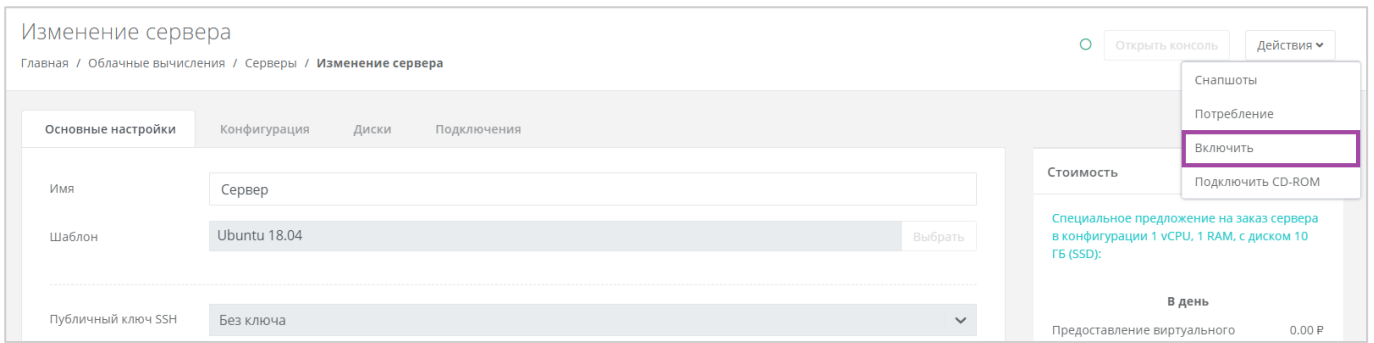 Изменение сервера
Главная / Облачные вычисления / Серверы / Изменение сервера
Открыть консоль
Действия
Снапшоты
Потребление
Включить
Подключить CD-ROM
Основные настройки
Конфигурация
Диски
Подключения
Имя
Сервер
Шаблон
Ubuntu 18.04
Выбрать
Публичный ключ SSH
Без ключа
Стоимость
Специальное предложение на заказ сервера
в конфигурации 1 vCPU, 1 RAM, с диском 10
ГБ (SSD):
В день
Предоставление виртуального
0.00 ₽